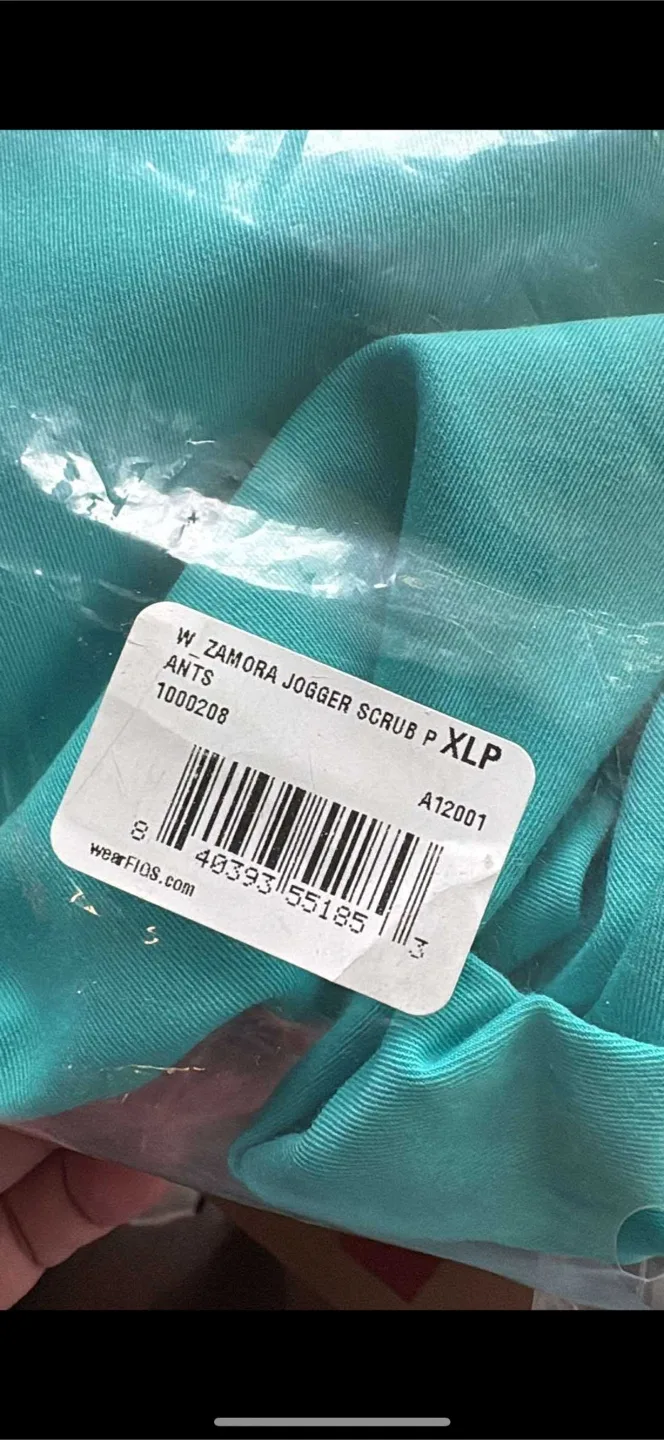 W_ZAMORA JOGGER SCRUB P XLP
ANTS
1000208
A12001
8 40393 55185 3
wearFIGS.com